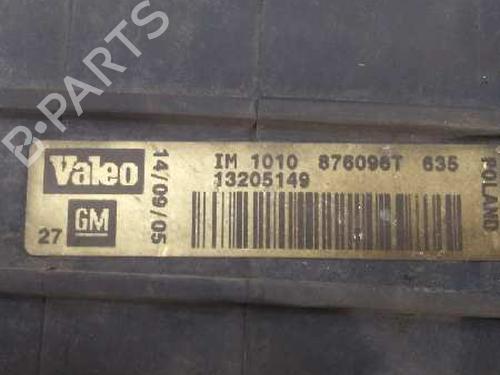 B-PARTS
Valeo
14/09/05
IM 1010 876096T 635
13205149
POLAND
27 GM